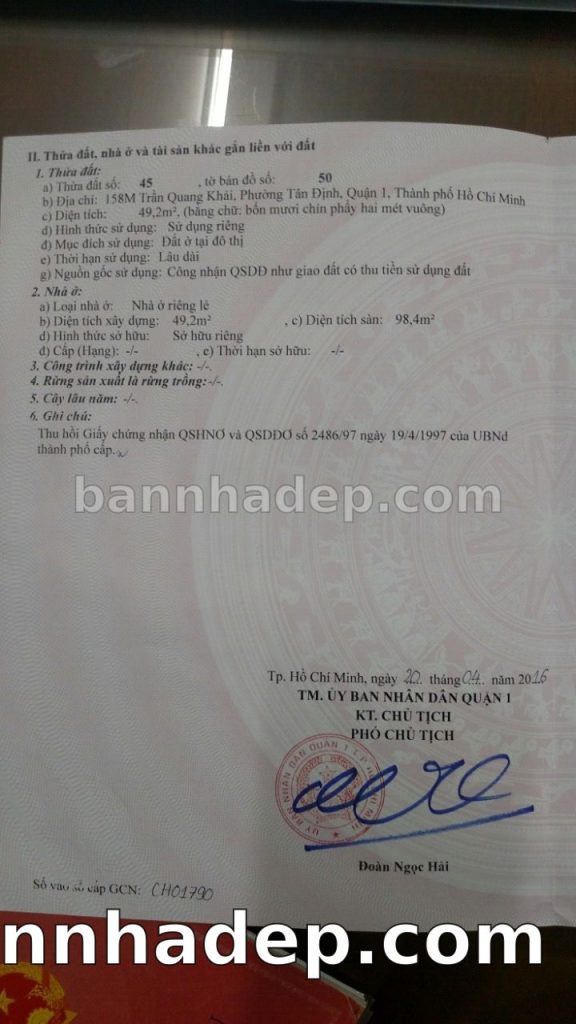 II. Thửa đất, nhà ở và tài sản khác gắn liền với đất
1. Thửa đất:
a) Thửa đất số: 45 , tờ bản đồ số: 50
b) Địa chỉ: 158M Trần Quang Khải, Phường Tân Định, Quận 1, Thành phố Hồ Chí Minh
c) Diện tích: 49,2m², (bằng chữ: bốn mươi chín phẩy hai mét vuông)
d) Hình thức sử dụng: Sử dụng riêng
đ) Mục đích sử dụng: Đất ở tại đô thị
e) Thời hạn sử dụng: Lâu dài
g) Nguồn gốc sử dụng: Công nhận QSDĐ như giao đất có thu tiền sử dụng đất
2. Nhà ở:
a) Loại nhà ở: Nhà ở riêng lẻ
b) Diện tích xây dựng: 49,2m² , c) Diện tích sàn: 98,4m²
d) Hình thức sở hữu: Sở hữu riêng
đ) Cấp (Hạng): -/- , e) Thời hạn sở hữu: -/-
3. Công trình xây dựng khác: -/-.
4. Rừng sản xuất là rừng trồng:-/-.
5. Cây lâu năm: -/-.
6. Ghi chú:
Thu hồi Giấy chứng nhận QSHNƠ và QSDĐƠ số 2486/97 ngày 19/4/1997 của UBNd
thành phố cấp.
bannhadep.com
Tp. Hồ Chí Minh, ngày 20 tháng 04 năm 2016
TM. ỦY BAN NHÂN DÂN QUẬN 1
KT. CHỦ TỊCH
PHÓ CHỦ TỊCH
ỦY BAN NHÂN DÂN QUẬN 1 T.P HỒ CHÍ MINH
Đoàn Ngọc Hải
Số vào sổ cấp GCN: CH01790
nnhadep.com